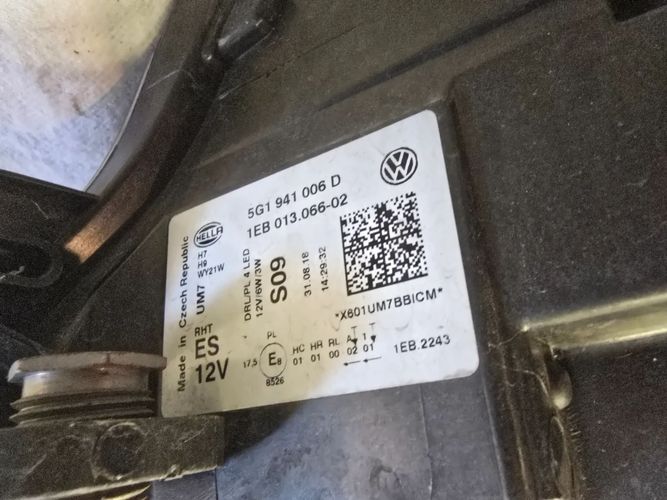 5G1 941 006 D
1EB 013.066-02
HELLA
H7
H9
WY21W
Made in Czech Republic
UM7
DRL/PL 4 LED
12V/6W/3W
S09
31.08.18
14:29:32
*X601UM7BBICM*
RHT
ES
12V
PL
17,5 E8 HC HR RL A 1 T
01 01 00 02 01
8526
1EB.2243